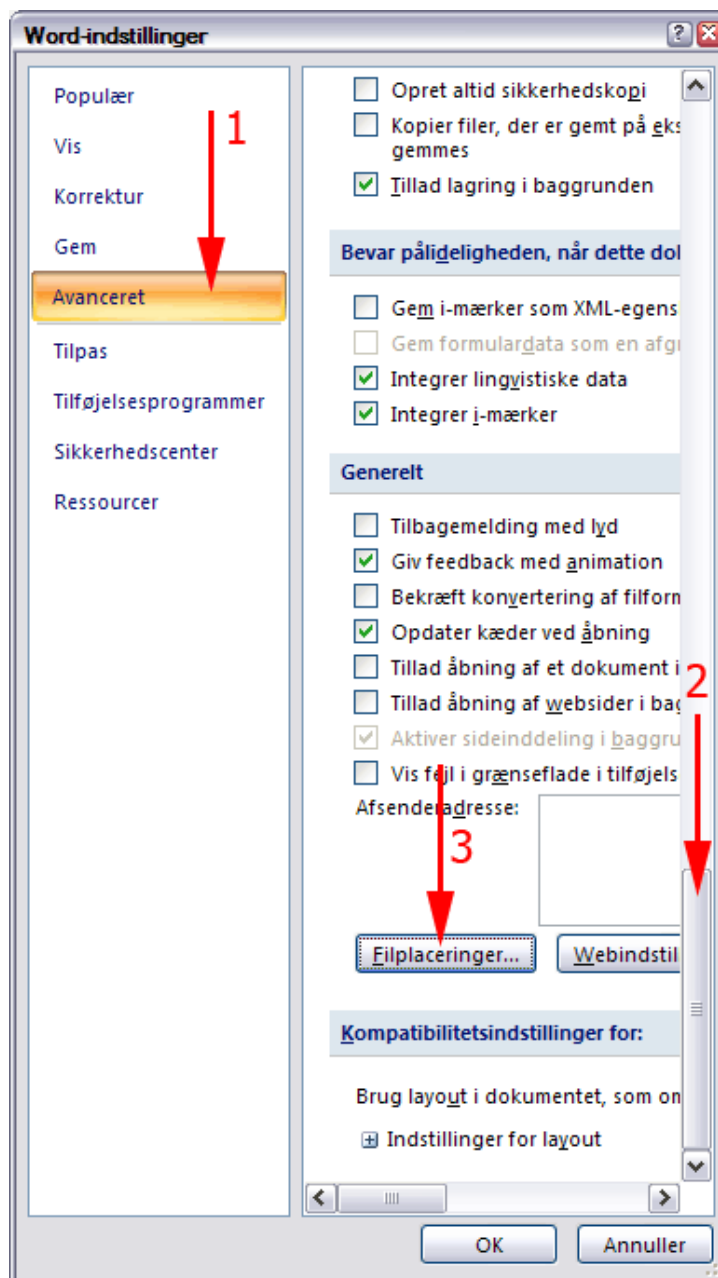 Word-indstillinger
Populær
Vis
Korrektur
Gem
Avanceret
Tilpas
Tilføjelsesprogrammer
Sikkerhedscenter
Ressourcer
1
Opret altid sikkerhedskopi
Kopier filer, der er gemt på eks
gemmes
Tillad lagring i baggrunden
Bevar pålideligheden, når dette dol
Gem i-mærker som XML-egens
Gem formulardata som en afgr
Integrer lingvistiske data
Integrer i-mærker
Generelt
Tilbagemelding med lyd
Giv feedback med animation
Bekræft konvertering af filform
Opdater kæder ved åbning
Tillad åbning af et dokument i
2
Tillad åbning af websider i bag
Aktiver sideinddeling i baggru
Vis fejl i grænseflade i tilføjels
Afsenderadresse:
3
Filplaceringer...
Webindstil
Kompatibilitetsindstillinger for:
Brug layout i dokumentet, som om
Indstillinger for layout
OK
Annuller